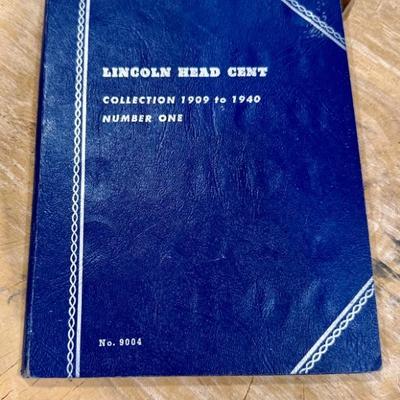 LINCOLN HEAD CENT
COLLECTION 1909 to 1940
NUMBER ONE
No. 9004